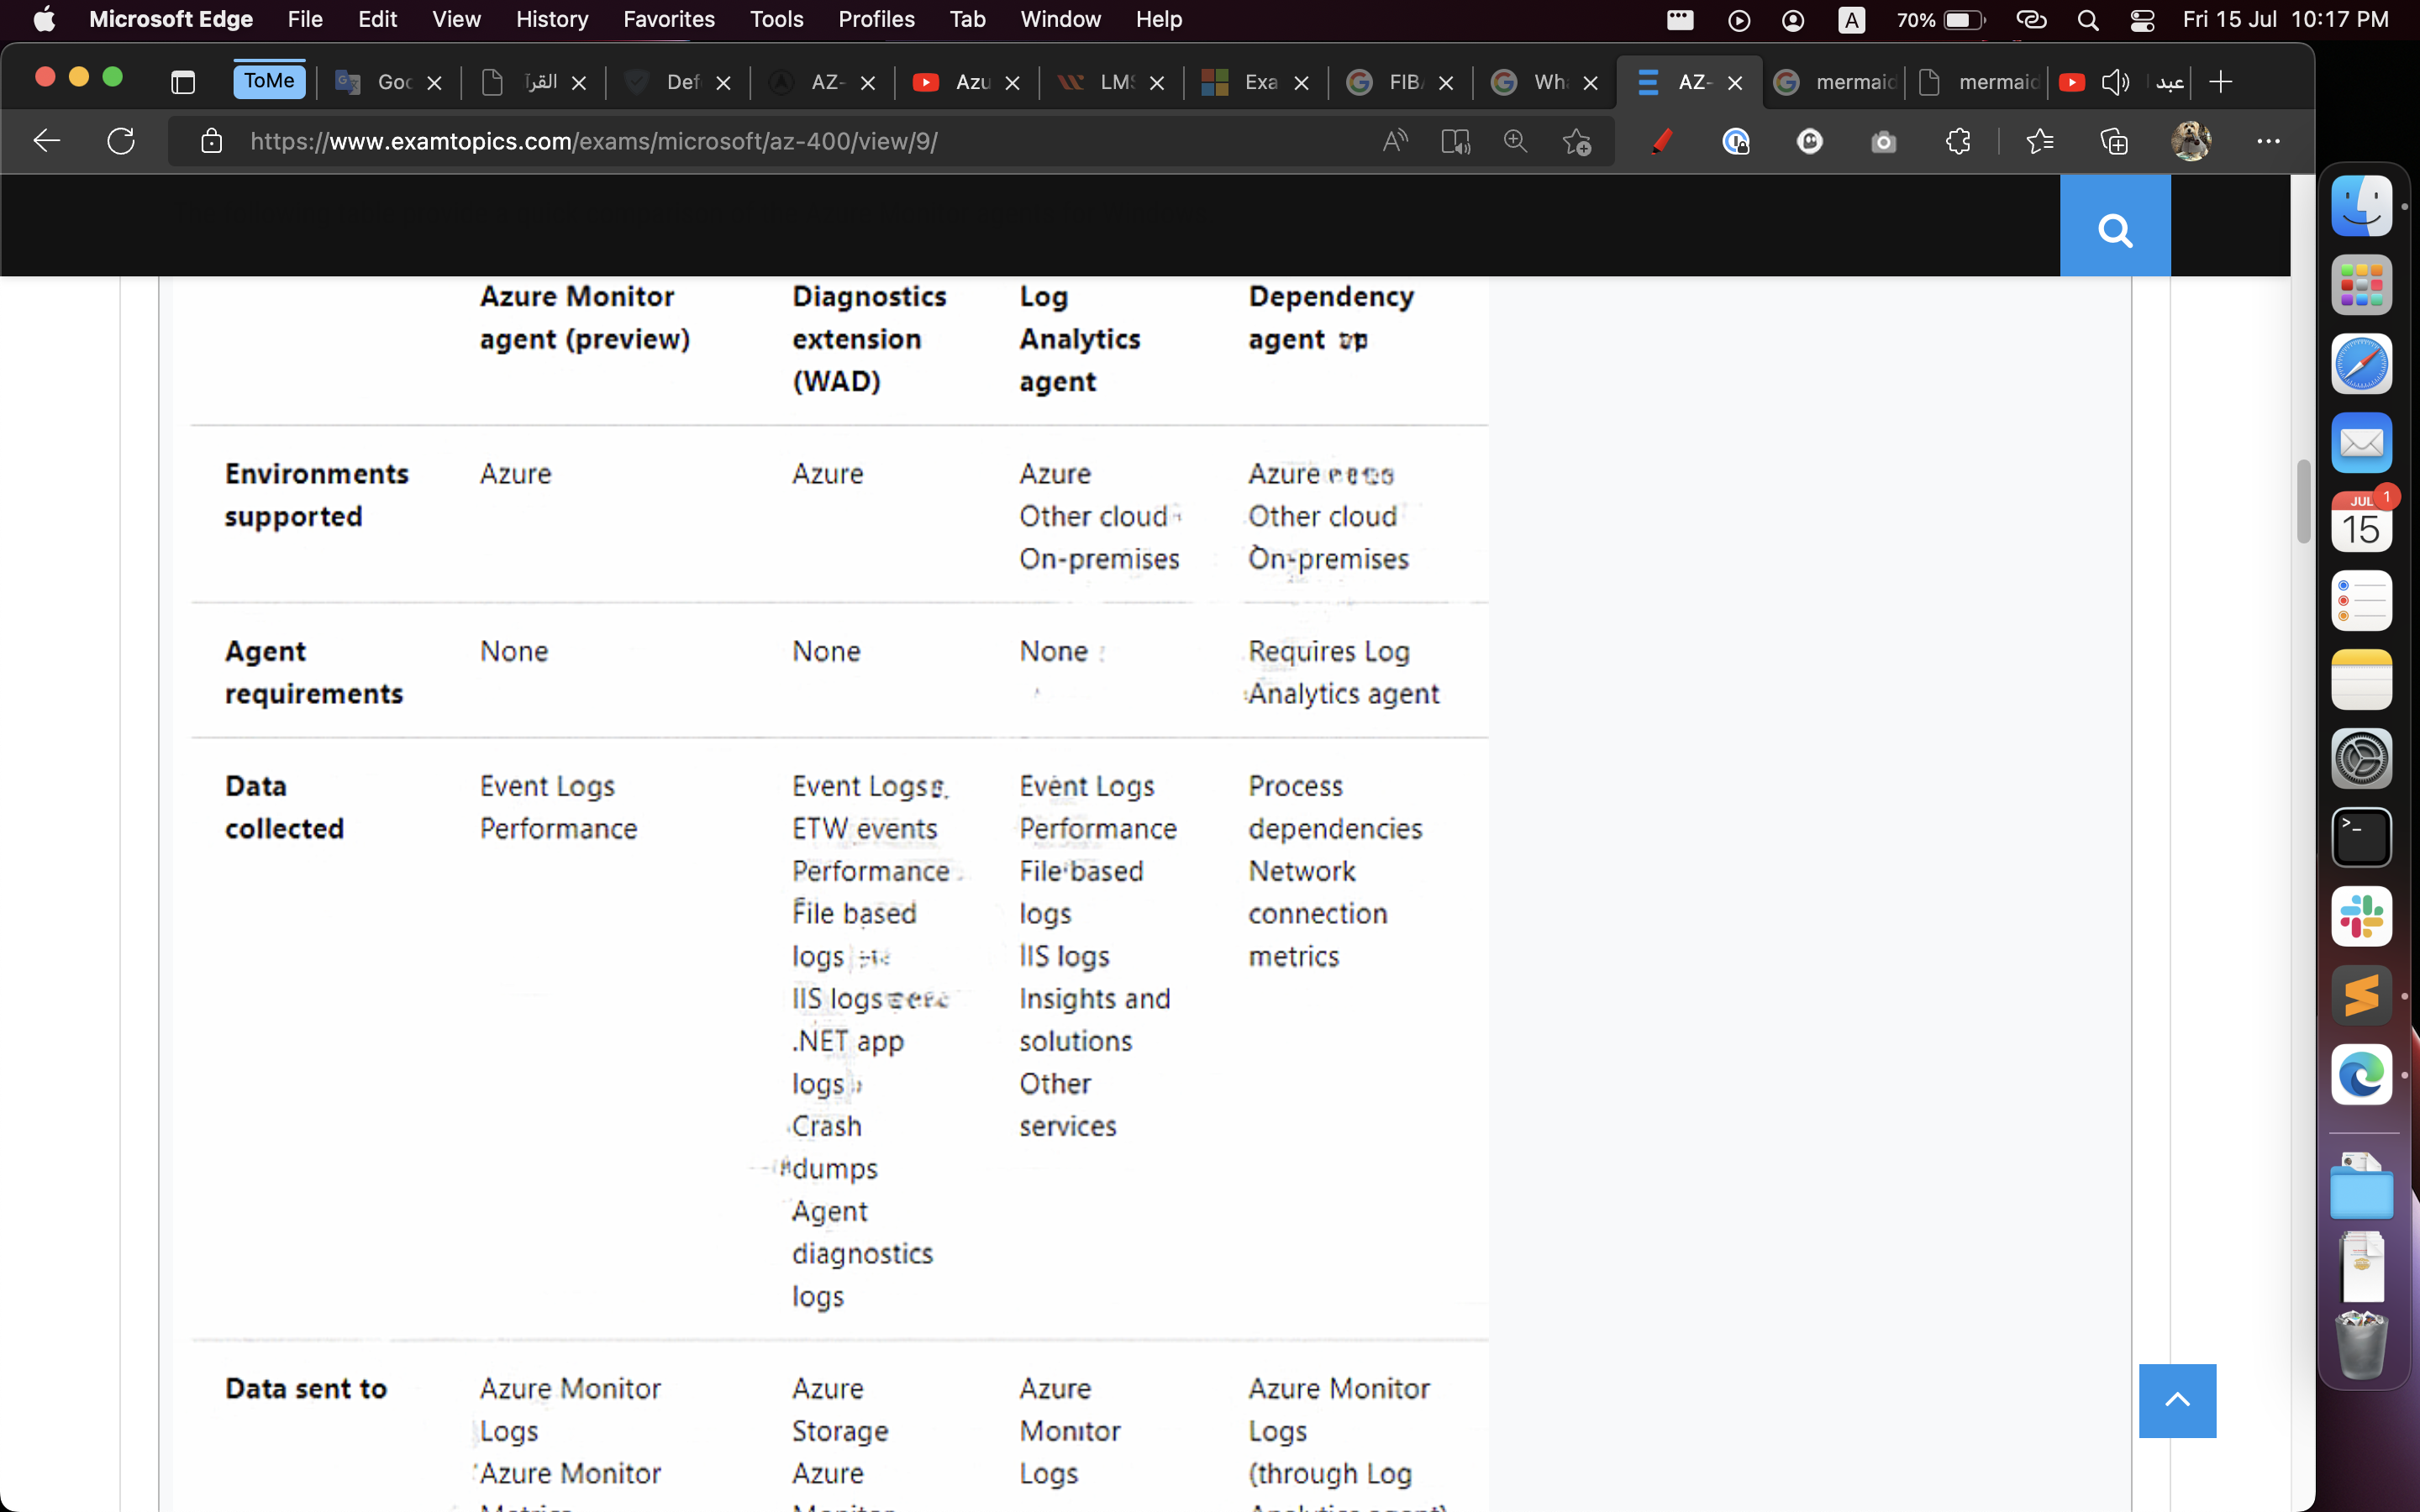 Microsoft Edge File Edit View History Favorites Tools Profiles Tab Window Help A 70% Fri 15 Jul 10:17 PM
ToMe Goo القرآ Def AZ- Azu LMS Exa FIB. Wha AZ- mermaid mermaid عبد
https://www.examtopics.com/exams/microsoft/az-400/view/9/
Azure Monitor agent (preview)
Diagnostics extension (WAD)
Log Analytics agent
Dependency agent
Environments supported
Azure
Azure
Azure
Other cloud
On-premises
Azure
Other cloud
On-premises
Agent requirements
None
None
None
Requires Log
Analytics agent
Data collected
Event Logs
Performance
Event Logs
ETW events
Performance
File based
logs
IIS logs
.NET app
logs
Crash
dumps
Agent
diagnostics
logs
Event Logs
Performance
File based
logs
IIS logs
Insights and
solutions
Other
services
Process
dependencies
Network
connection
metrics
Data sent to
Azure Monitor
Logs
Azure Monitor
Azure
Storage
Azure
Azure
Monitor
Logs
Azure Monitor
Logs
(through Log
JUL
15
1